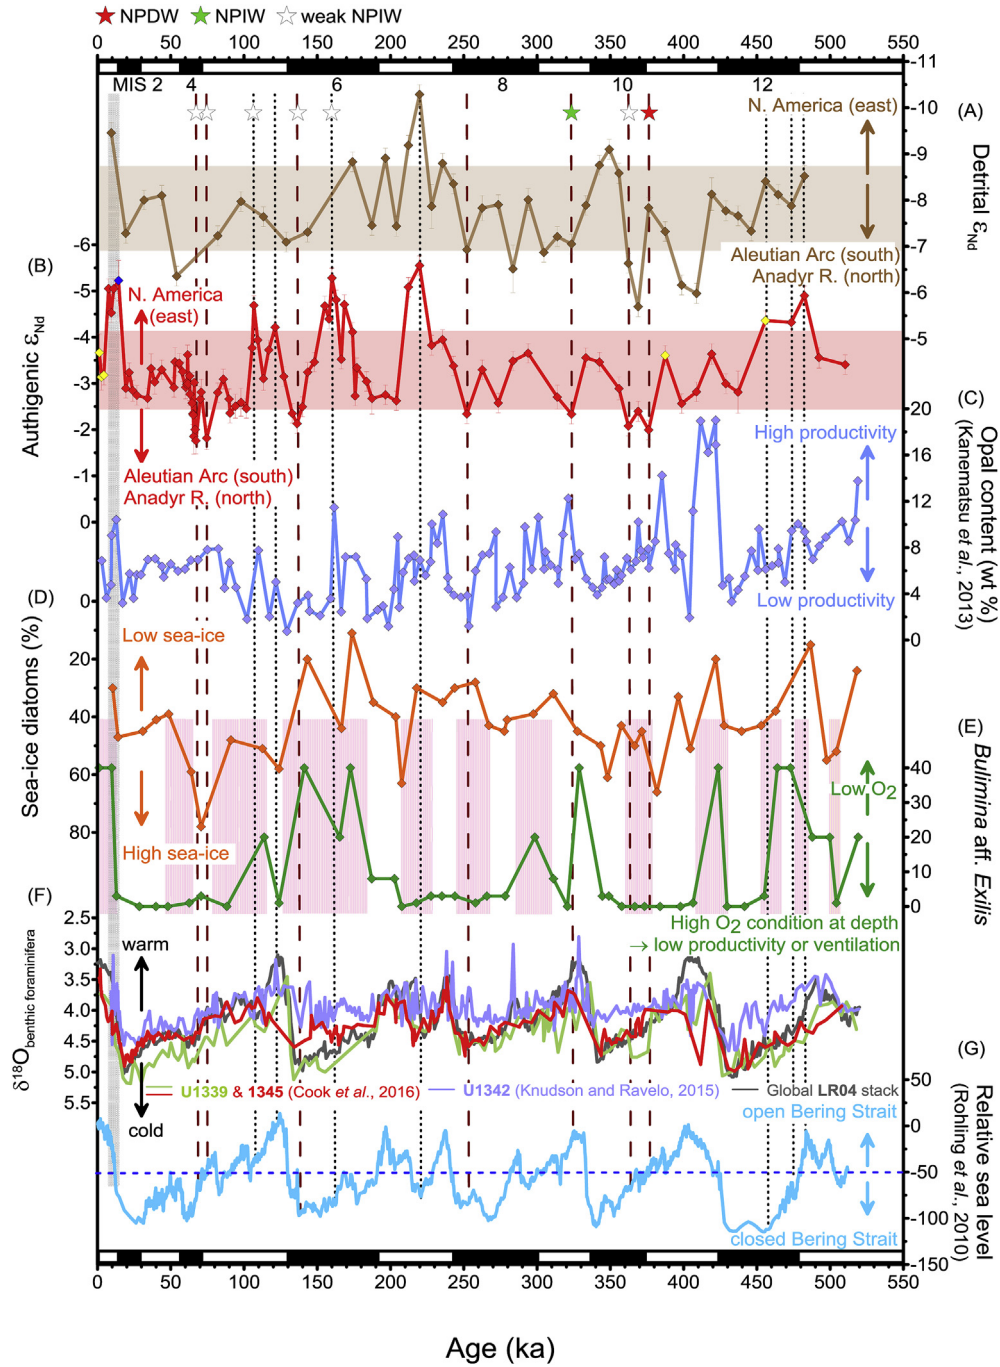 NPDW NPIW weak NPIW
0 50 100 150 200 250 300 350 400 450 500 550
MIS 2 4 6 8 10 12
-11
-10
-9
-8
-7
-6
-5
(A)
Detrital εNd
N. America (east)
Aleutian Arc (south)
Anadyr R. (north)
(B)
Authigenic εNd
-6
-5
-4
-3
-2
-1
0
N. America
(east)
Aleutian Arc (south)
Anadyr R. (north)
(C)
Opal content (wt %)
(Kanematsu et al., 2013)
20
16
12
8
4
0
High productivity
Low productivity
(D)
Sea-ice diatoms (%)
0
20
40
60
80
Low sea-ice
High sea-ice
(E)
Bulimina aff. Exilis
40
30
20
10
0
Low O2
High O2 condition at depth
→ low productivity or ventilation
(F)
δ18Obenthic foraminifera
2.5
3.0
3.5
4.0
4.5
5.0
5.5
warm
cold
U1339 & 1345 (Cook et al., 2016) U1342 (Knudson and Ravelo, 2015) Global LR04 stack
(G)
Relative sea level
(Rohling et al., 2010)
50
0
-50
-100
-150
open Bering Strait
closed Bering Strait
0 50 100 150 200 250 300 350 400 450 500 550
Age (ka)